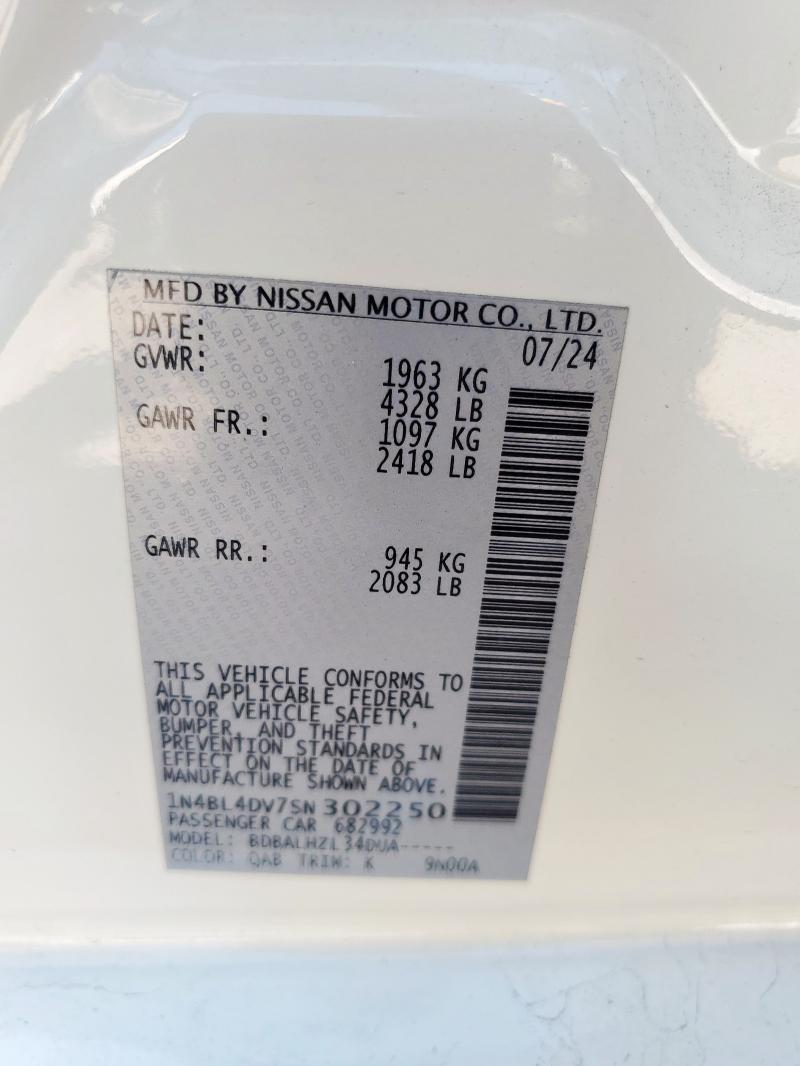 MFD BY NISSAN MOTOR CO., LTD.
DATE: 07/24
GVWR: 1963 KG
4328 LB
GAWR FR.: 1097 KG
2418 LB
GAWR RR.: 945 KG
2083 LB
THIS VEHICLE CONFORMS TO
ALL APPLICABLE FEDERAL
MOTOR VEHICLE SAFETY,
BUMPER, AND THEFT
PREVENTION STANDARDS IN
EFFECT ON THE DATE OF
MANUFACTURE SHOWN ABOVE.
1N4BL4DV7SN 302250
PASSENGER CAR 682992
MODEL: BDBALHZL34DUA-----
COLOR: QAB TRIM: K 9N00A